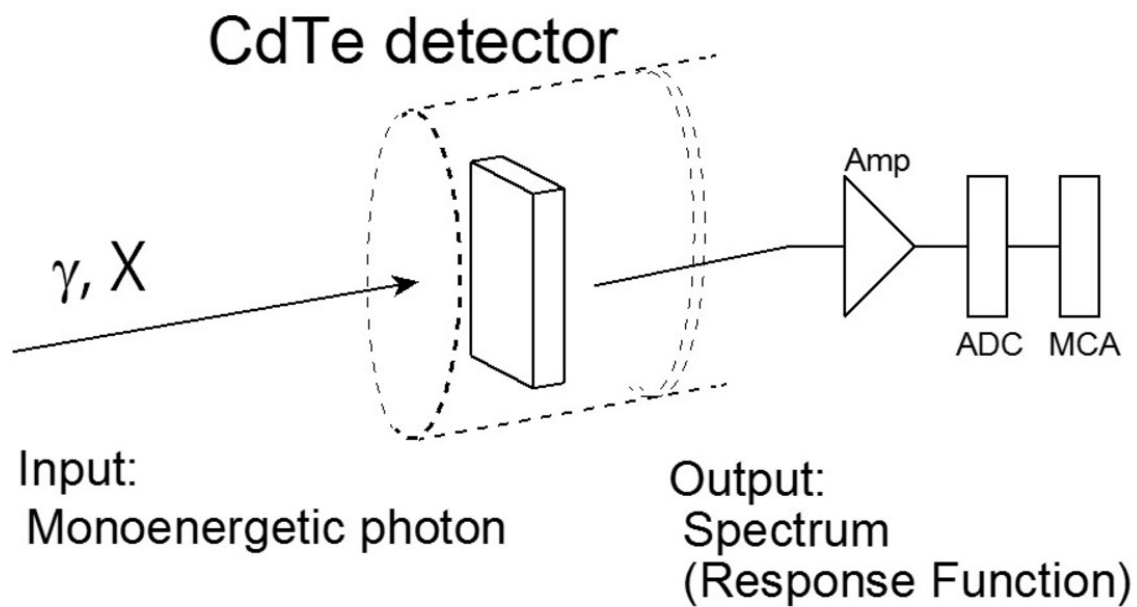 CdTe detector
Amp
γ, X
ADC
MCA
Input:
Monoenergetic photon
Output:
Spectrum
(Response Function)